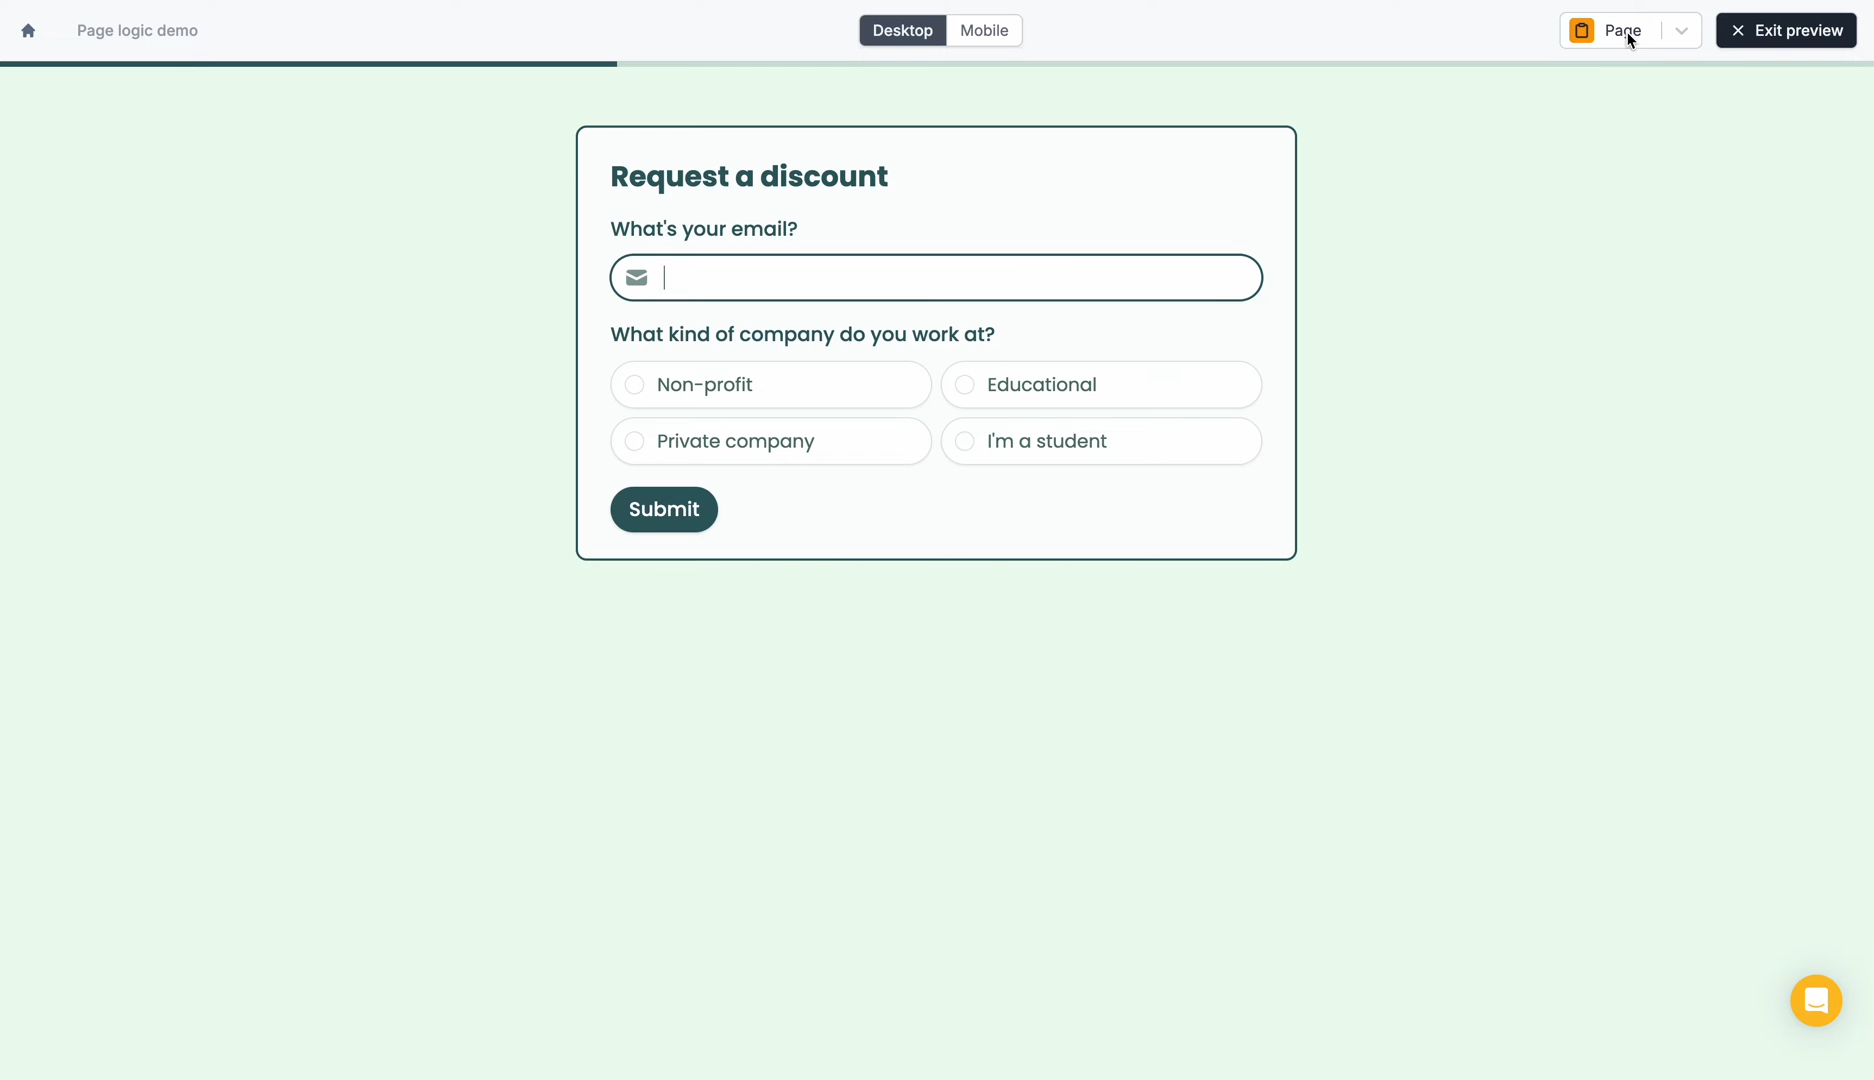 Page logic demo
Desktop Mobile
Page
Exit preview
Request a discount
What's your email?
What kind of company do you work at?
Non-profit
Educational
Private company
I'm a student
Submit